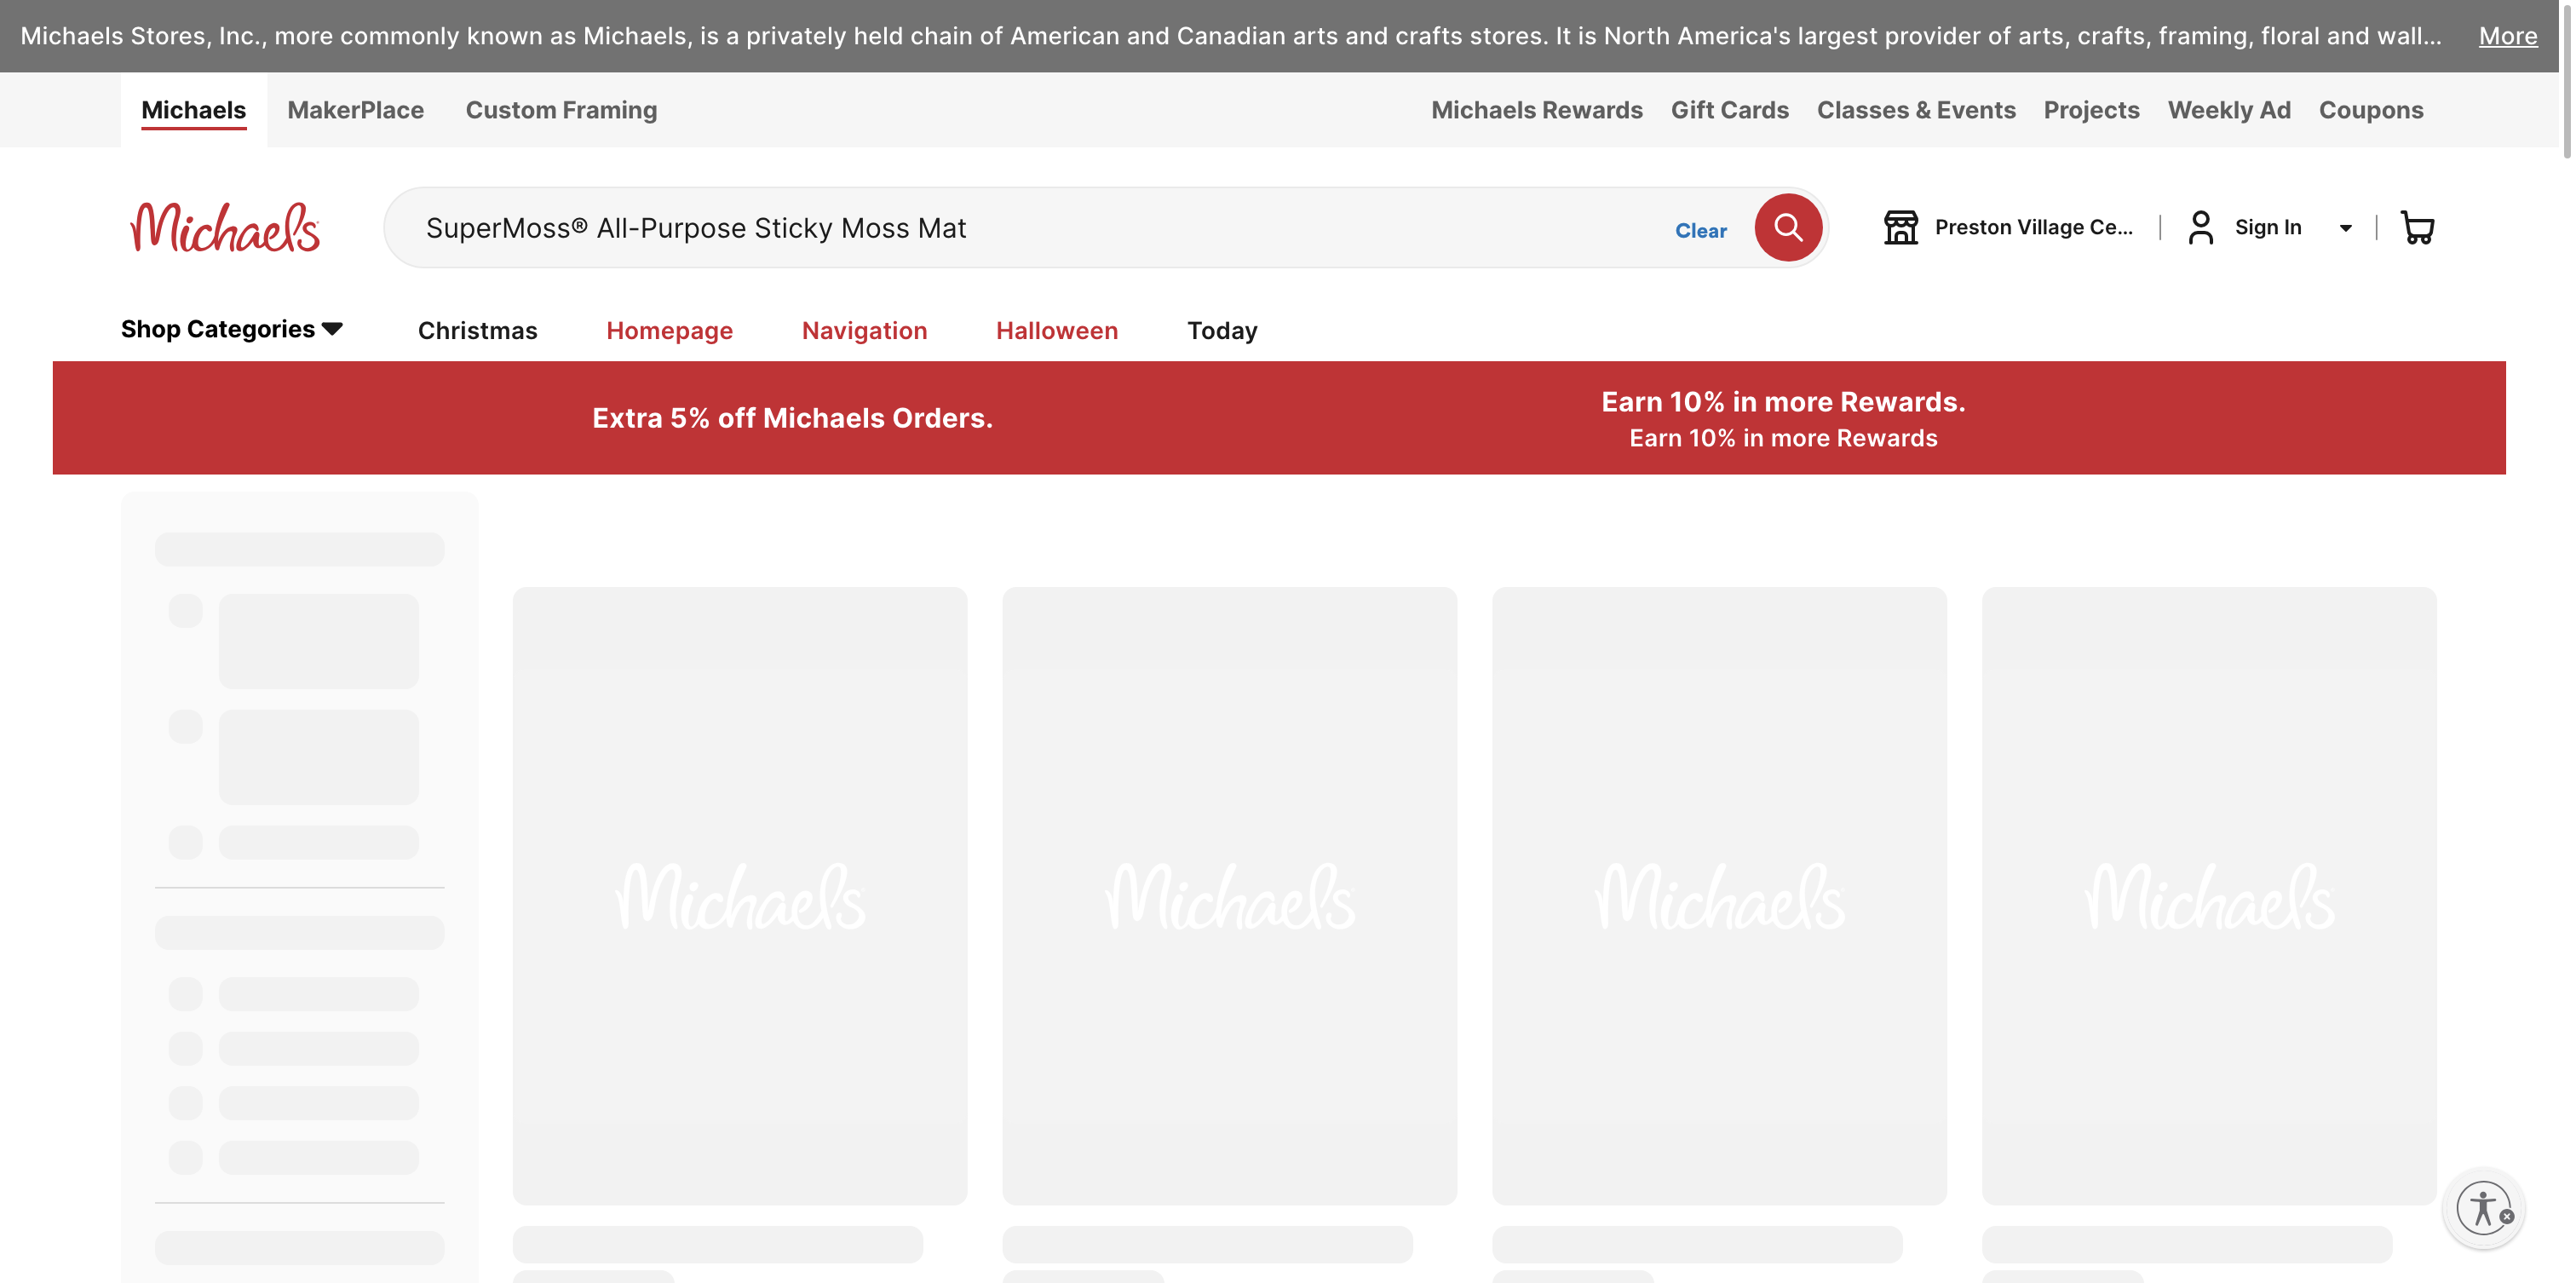 Michaels Stores, Inc., more commonly known as Michaels, is a privately held chain of American and Canadian arts and crafts stores. It is North America's largest provider of arts, crafts, framing, floral and wall... More
Michaels MakerPlace Custom Framing Michaels Rewards Gift Cards Classes & Events Projects Weekly Ad Coupons
Michaels SuperMoss® All-Purpose Sticky Moss Mat Clear Preston Village Ce... Sign In
Shop Categories Christmas Homepage Navigation Halloween Today
Extra 5% off Michaels Orders.
Earn 10% in more Rewards.
Earn 10% in more Rewards
Michaels Michaels Michaels Michaels